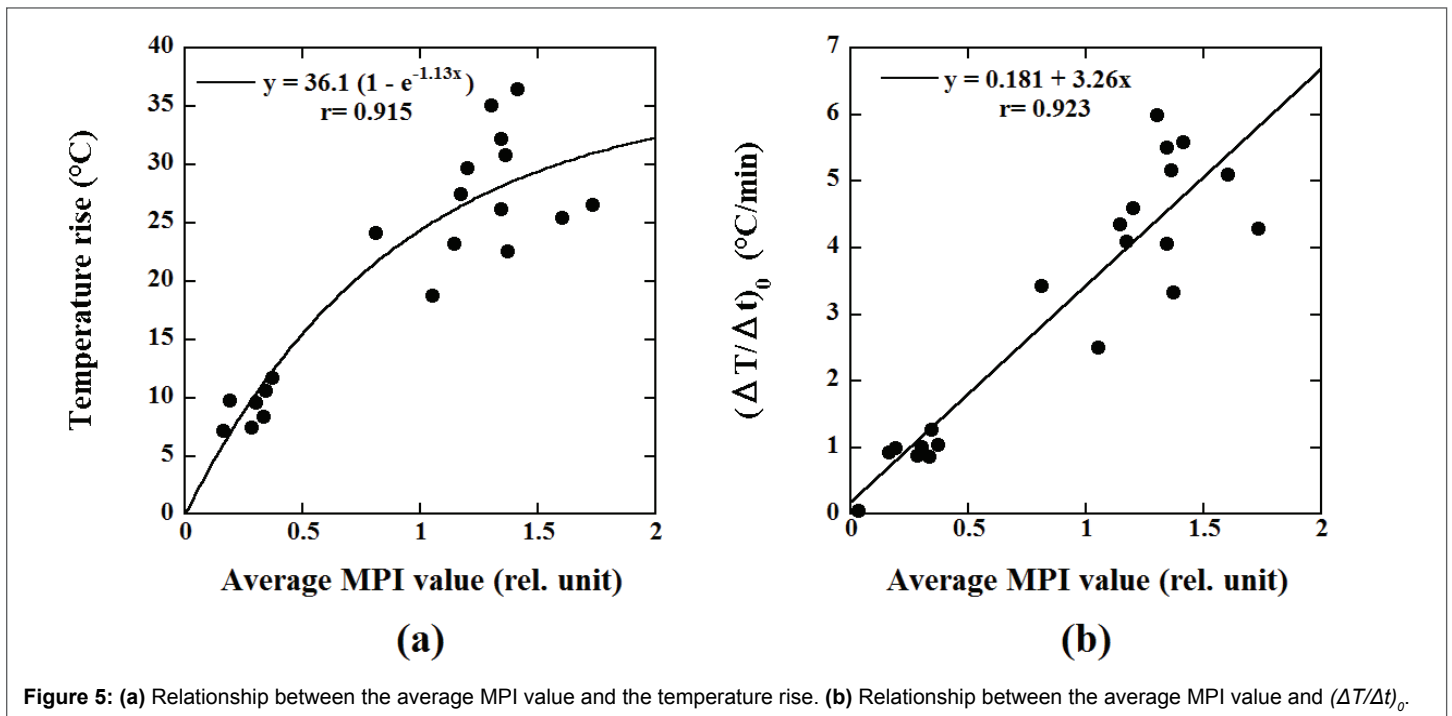 40
35
30
25
20
15
10
5
0
0
0.5
1
1.5
2
y = 36.1 (1 - e^-1.13x)
r= 0.915
Temperature rise (°C)
Average MPI value (rel. unit)
(a)
7
6
5
4
3
2
1
0
0
0.5
1
1.5
2
y = 0.181 + 3.26x
r= 0.923
(ΔT/Δt)₀ (°C/min)
Average MPI value (rel. unit)
(b)
Figure 5: (a) Relationship between the average MPI value and the temperature rise. (b) Relationship between the average MPI value and (ΔT/Δt)₀.